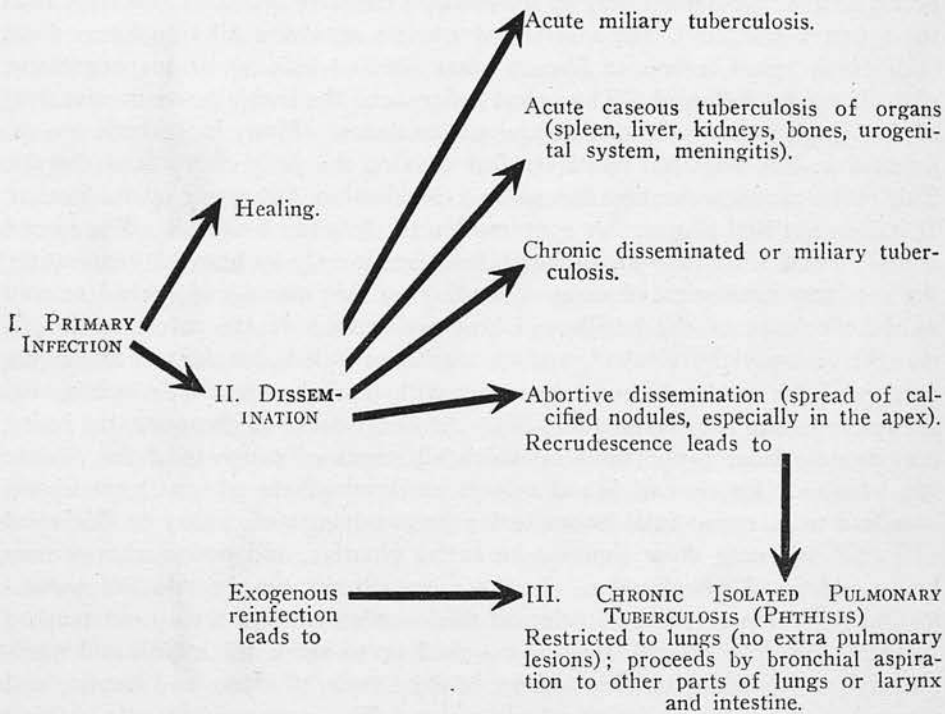 Acute miliary tuberculosis.
Acute caseous tuberculosis of organs
(spleen, liver, kidneys, bones, urogen-
ital system, meningitis).
Healing.
Chronic disseminated or miliary tuber-
culosis.
I. PRIMARY
INFECTION
II. DISSEM-
INATION
Abortive dissemination (spread of cal-
cified nodules, especially in the apex).
Recrudescence leads to
Exogenous
reinfection
leads to
III. CHRONIC ISOLATED PULMONARY
TUBERCULOSIS (PHTHISIS)
Restricted to lungs (no extra pulmonary
lesions); proceeds by bronchial aspira-
tion to other parts of lungs or larynx
and intestine.